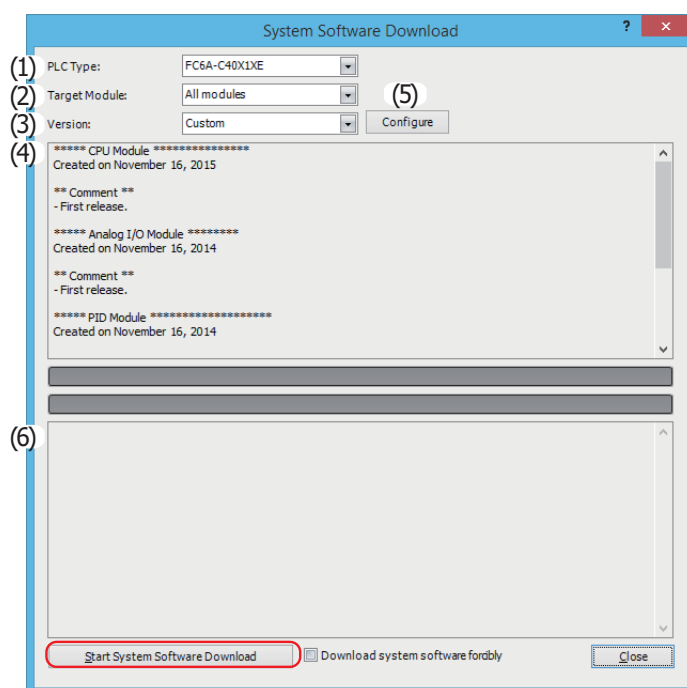 System Software Download ? ×
(1) PLC Type: FC6A-C40X1XE
(2) Target Module: All modules (5)
(3) Version: Custom Configure
(4) ***** CPU Module ***************
Created on November 16, 2015
** Comment **
- First release.
***** Analog I/O Module ********
Created on November 16, 2014
** Comment **
- First release.
***** PID Module *******************
Created on November 16, 2014
(6)
Start System Software Download Download system software forcibly Close